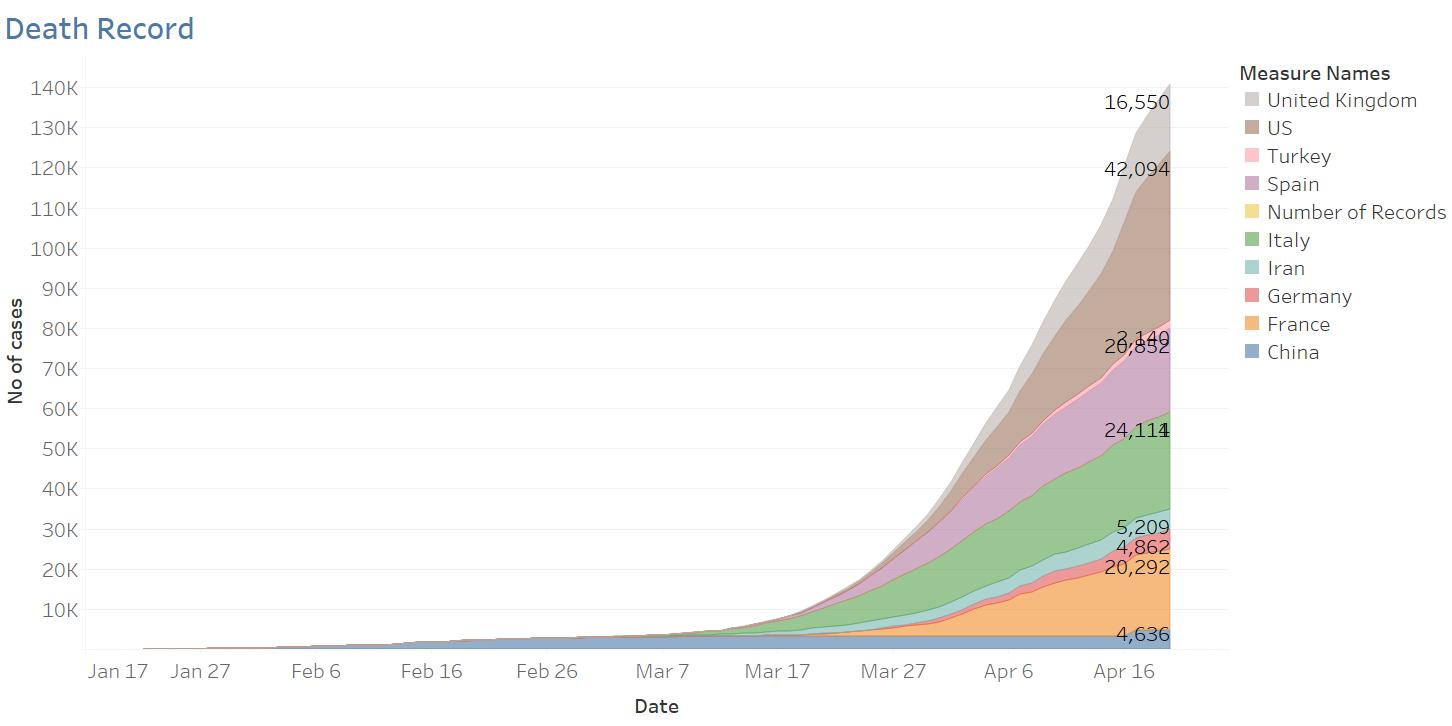 Death Record
140K
130K
120K
110K
100K
90K
80K
70K
60K
50K
40K
30K
20K
10K
No of cases
16,550
42,094
2,140
20,852
24,114
1
5,209
4,862
20,292
4,636
Jan 17 Jan 27 Feb 6 Feb 16 Feb 26 Mar 7 Mar 17 Mar 27 Apr 6 Apr 16
Date
Measure Names
United Kingdom
US
Turkey
Spain
Number of Records
Italy
Iran
Germany
France
China